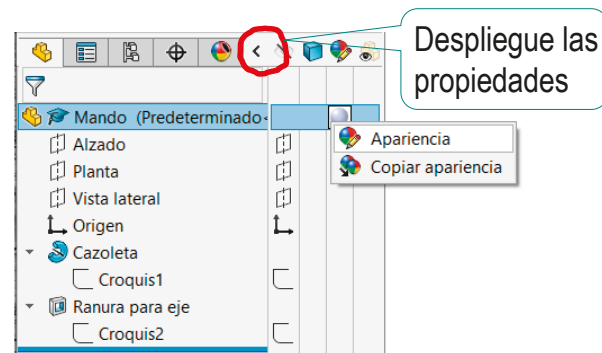 Despliegue las
propiedades
Mando (Predeterminado<
Apariencia
Copiar apariencia
Alzado
Planta
Vista lateral
Origen
Cazoleta
Croquis1
Ranura para eje
Croquis2